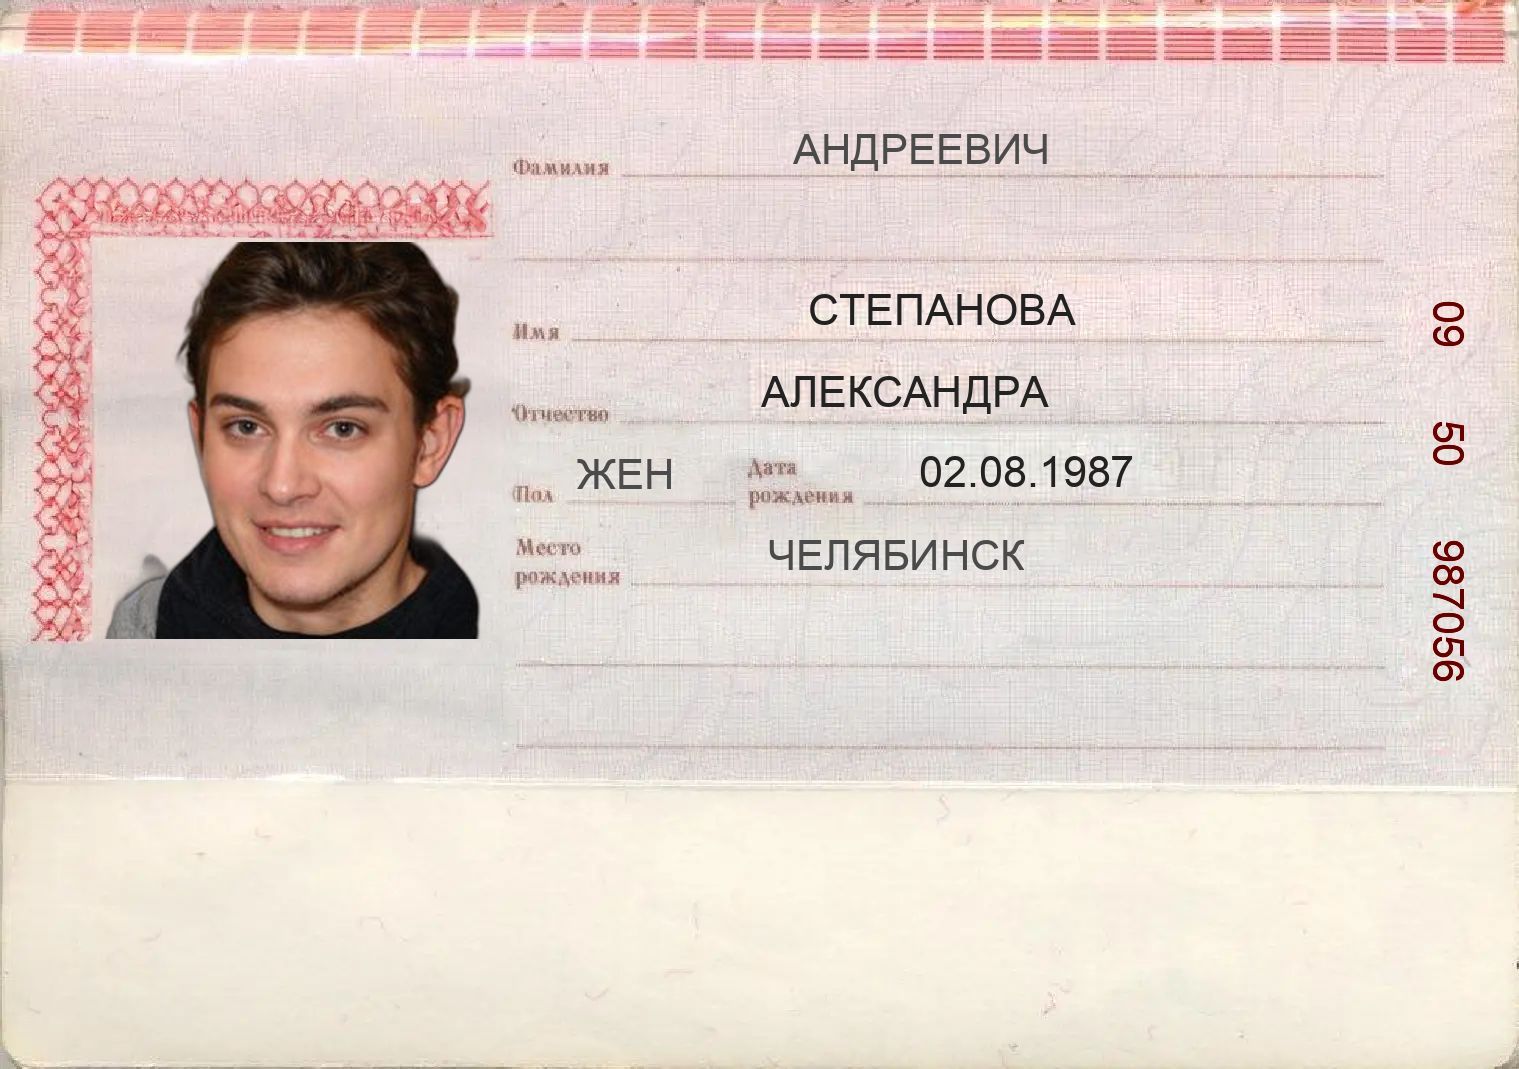 Фамилия АНДРЕЕВИЧ
Имя СТЕПАНОВА
Отчество АЛЕКСАНДРА
Пол ЖЕН Дата рождения 02.08.1987
Место рождения ЧЕЛЯБИНСК
09 50 987056